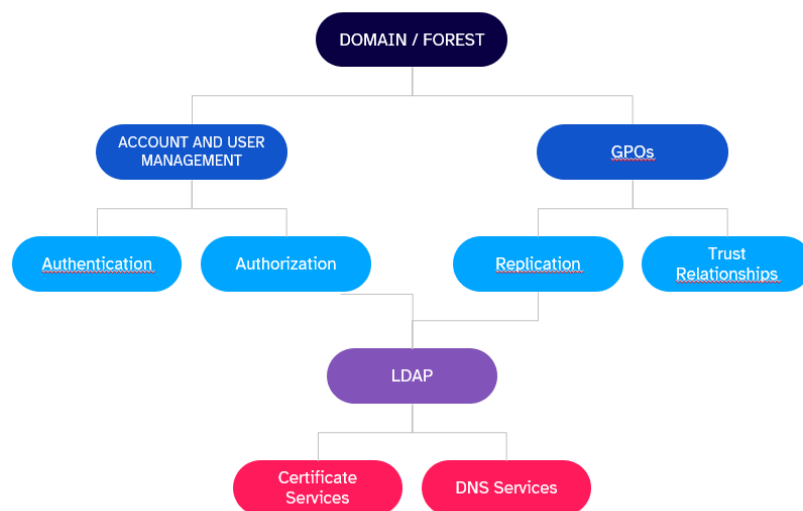 DOMAIN / FOREST
ACCOUNT AND USER
MANAGEMENT
GPOs
Authentication
Authorization
Replication
Trust
Relationships
LDAP
Certificate
Services
DNS Services